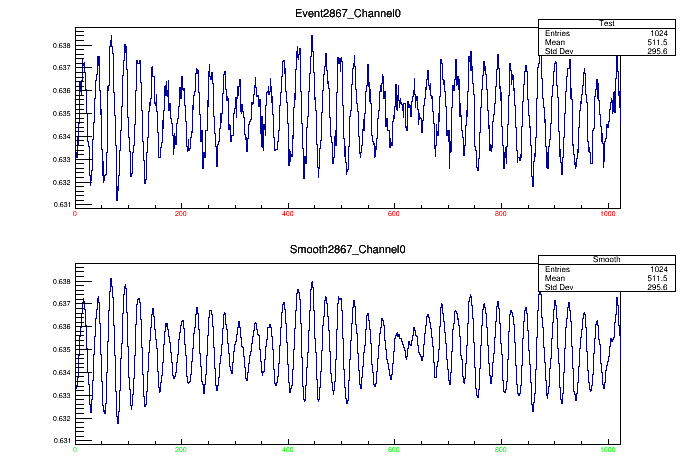 Event2867_Channel0
Test
Entries 1024
Mean 511.5
Std Dev 295.6
0.638
0.637
0.636
0.635
0.634
0.633
0.632
0.631
0 200 400 600 800 1000
Smooth2867_Channel0
Smooth
Entries 1024
Mean 511.5
Std Dev 295.6
0.638
0.637
0.636
0.635
0.634
0.633
0.632
0.631
0 200 400 600 800 1000